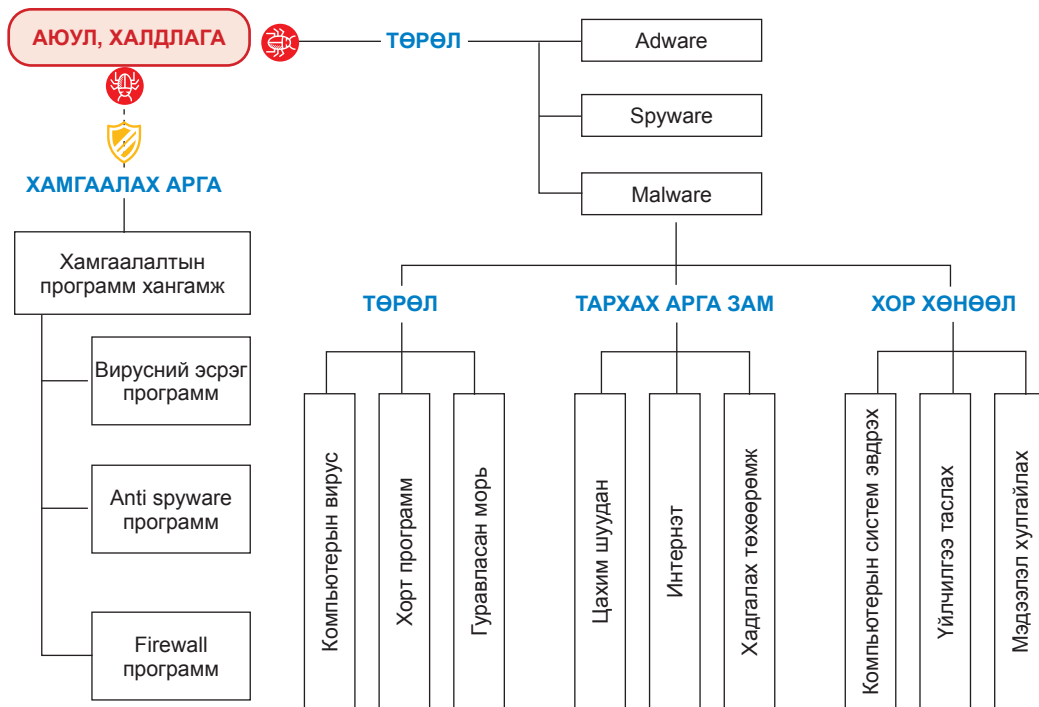 АЮУЛ, ХАЛДЛАГА
ТӨРӨЛ
Adware
Spyware
Malware
ХАМГААЛАХ АРГА
Хамгаалалтын
программ хангамж
Вирусний эсрэг
программ
Anti spyware
программ
Firewall
программ
ТӨРӨЛ
Компьютерын вирус
Хорт программ
Гуравласан морь
ТАРХАХ АРГА ЗАМ
Цахим шуудан
Интернэт
Хадгалах төхөөрөмж
ХОР ХӨНӨӨЛ
Компьютерын систем эвдрэх
Үйлчилгээ таслах
Мэдээлэл хулгайлах